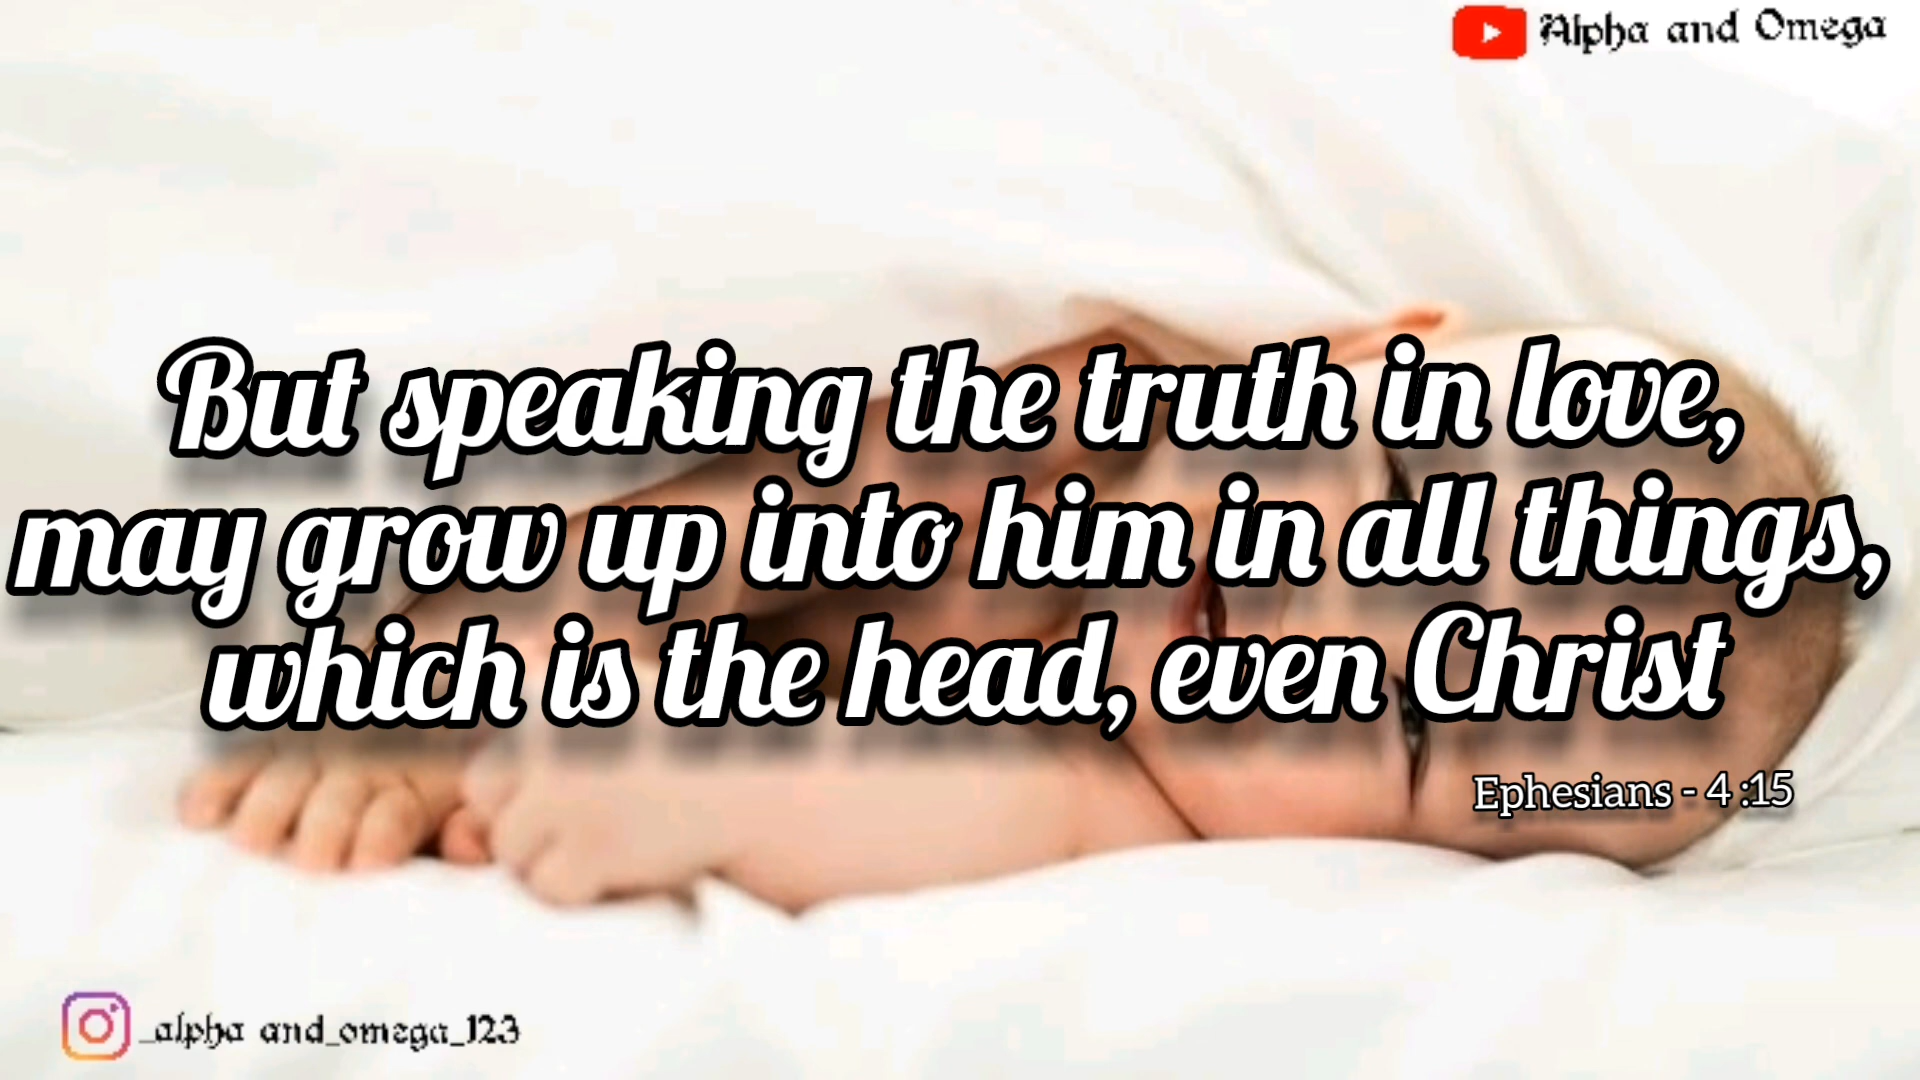 Alpha and Omega
But speaking the truth in love,
may grow up into him in all things,
which is the head, even Christ
Ephesians - 4 :15
_alpha and_omega_123